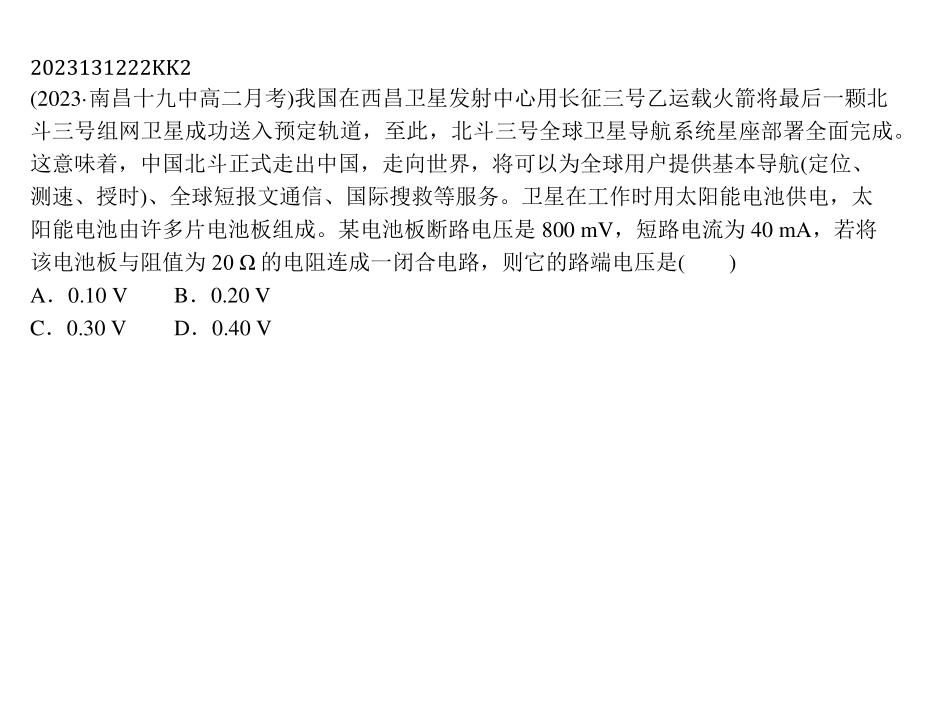 2023131222KK2
(2023·南昌十九中高二月考)我国在西昌卫星发射中心用长征三号乙运载火箭将最后一颗北
斗三号组网卫星成功送入预定轨道，至此，北斗三号全球卫星导航系统星座部署全面完成。
这意味着，中国北斗正式走出中国，走向世界，将可以为全球用户提供基本导航(定位、
测速、授时)、全球短报文通信、国际搜救等服务。卫星在工作时用太阳能电池供电，太
阳能电池由许多片电池板组成。某电池板断路电压是 800 mV，短路电流为 40 mA，若将
该电池板与阻值为 20 Ω 的电阻连成一闭合电路，则它的路端电压是(　　)
A．0.10 V　　B．0.20 V
C．0.30 V　　D．0.40 V